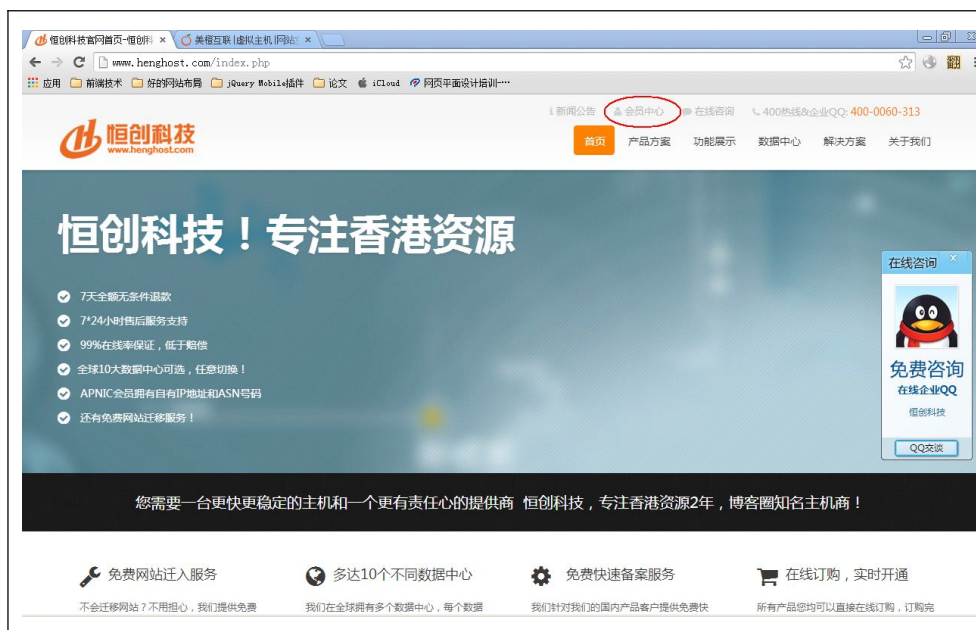 恒创科技官网首页-恒创科 × 美橙互联|虚拟主机|网站 ×
www.henghost.com/index.php
应用 前端技术 好的网站布局 jQuery Mobile插件 论文 iCloud 网页平面设计培训-…
新闻公告 会员中心 在线咨询 400热线&企业QQ: 400-0060-313
恒创科技
www.henghost.com
首页 产品方案 功能展示 数据中心 解决方案 关于我们
恒创科技！专注香港资源
7天全额无条件退款
7*24小时售后服务支持
99%在线率保证，低于赔偿
全球10大数据中心可选，任意切换！
APNIC会员拥有自有IP地址和ASN号码
还有免费网站迁移服务！
在线咨询 ×
免费咨询
在线企业QQ
恒创科技
QQ交谈
您需要一台更快更稳定的主机和一个更有责任心的提供商 恒创科技，专注香港资源2年，博客圈知名主机商！
免费网站迁入服务 多达10个不同数据中心 免费快速备案服务 在线订购，实时开通
不会迁移网站？不用担心，我们提供免费 我们在全球拥有多个数据中心，每个数据 我们针对我们的国内产品客户提供免费快 所有产品您均可以直接在线订购，订购完